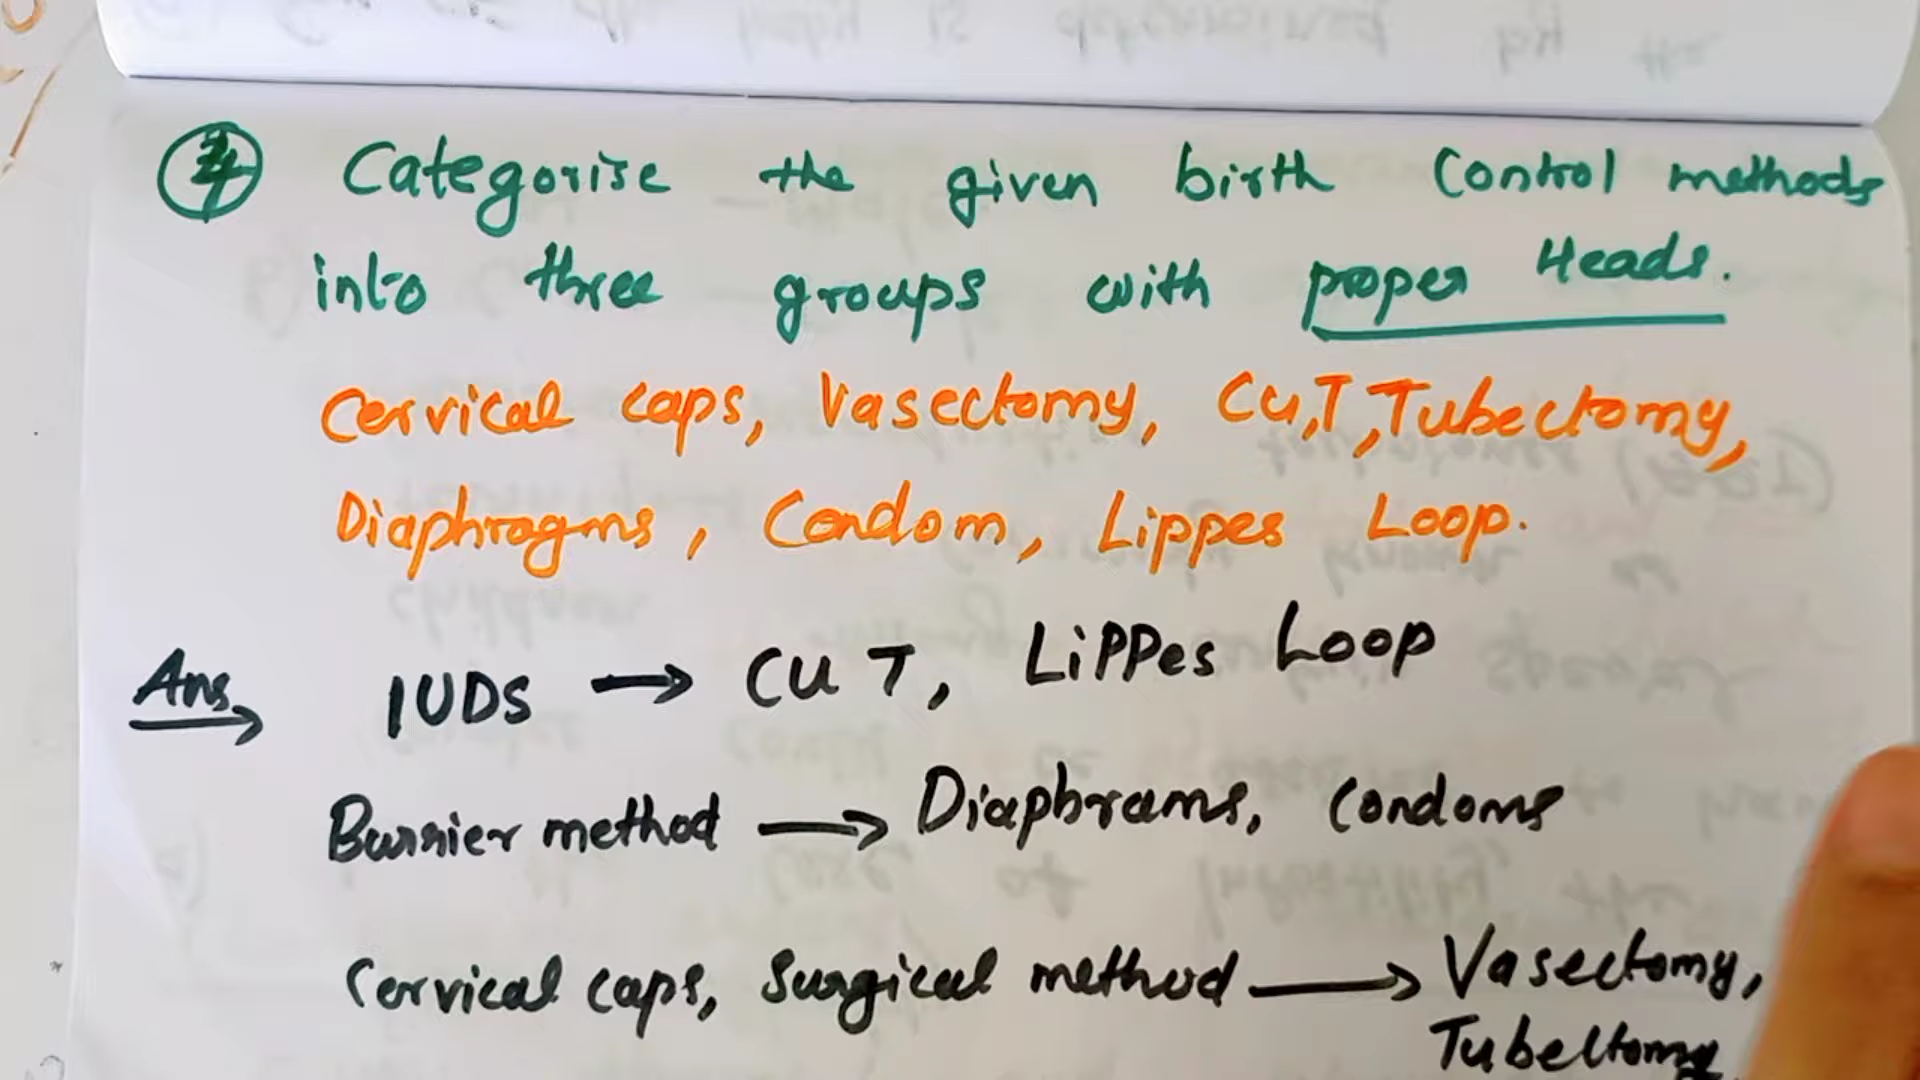 4 Categorise the given birth control methods
into three groups with proper Heads.
Cervical caps, Vasectomy, Cu,T,Tubectomy,
Diaphragms, Condom, Lippes Loop.
Ans IUDS → CU T, LiPPes Loop
Barrier method → Diaphrams, Condoms
Cervical caps, Surgical method → Vasectomy,
Tubectomy